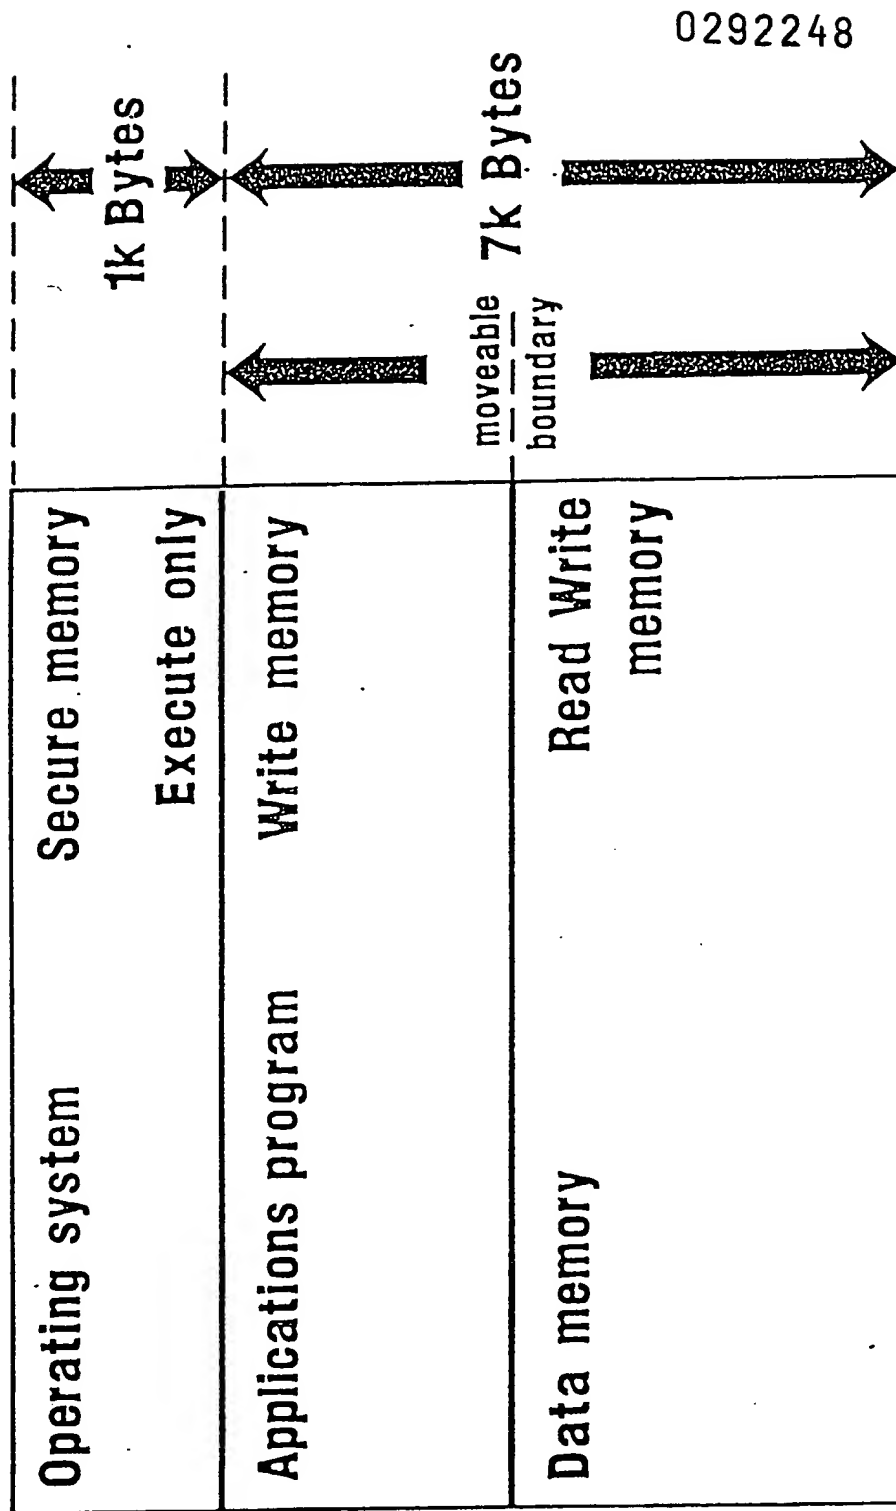 0292248
Operating system Secure memory
Execute only
1k Bytes
Applications program Write memory
moveable
boundary
7k Bytes
Data memory Read Write
memory